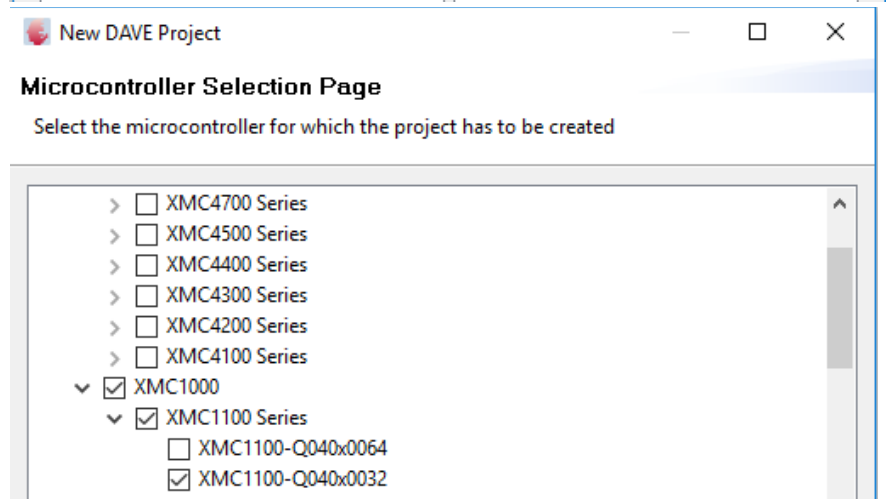 New DAVE Project
Microcontroller Selection Page
Select the microcontroller for which the project has to be created
XMC4700 Series
XMC4500 Series
XMC4400 Series
XMC4300 Series
XMC4200 Series
XMC4100 Series
XMC1000
XMC1100 Series
XMC1100-Q040x0064
XMC1100-Q040x0032